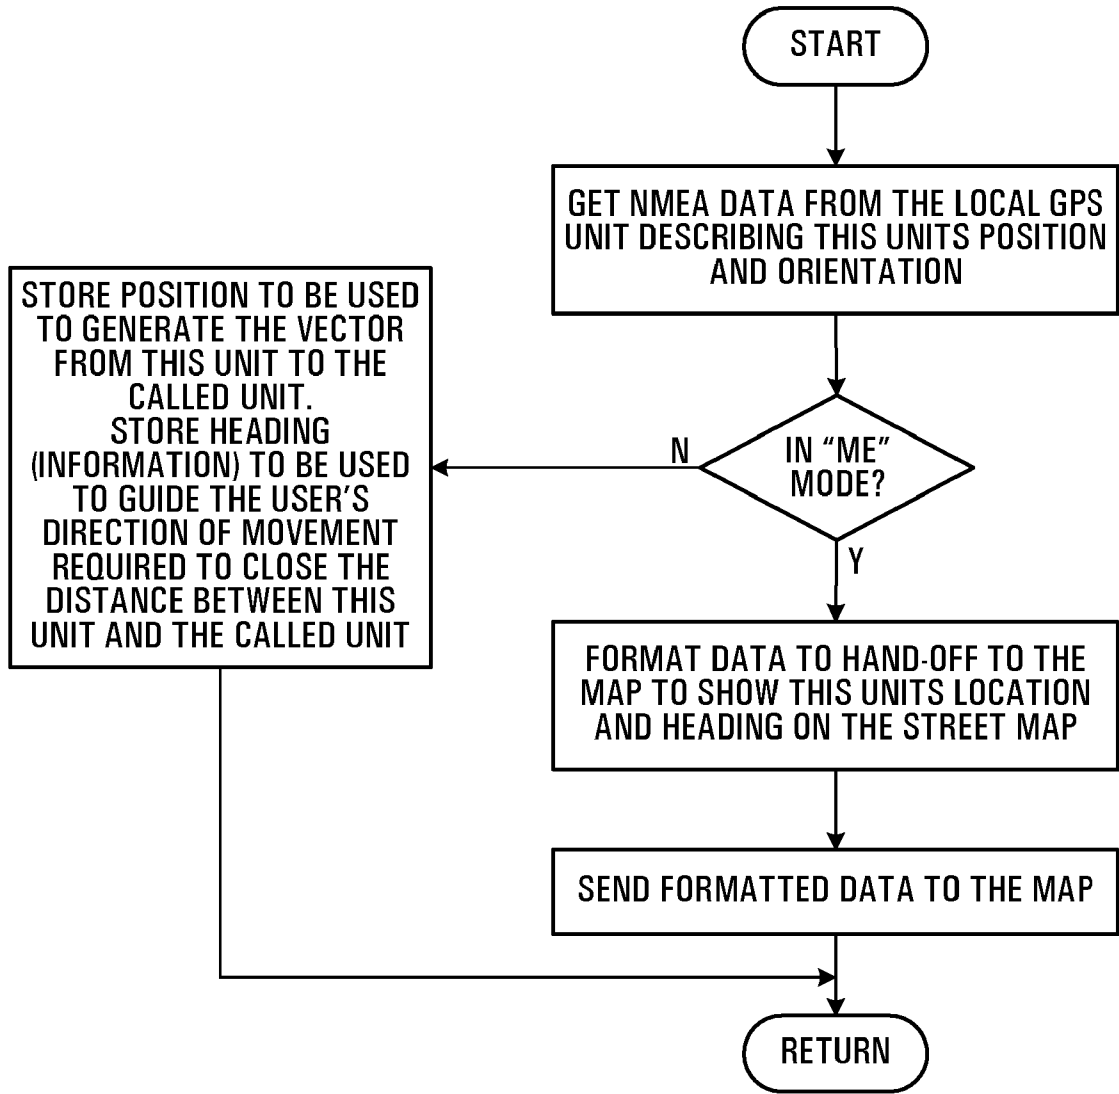 START
GET NMEA DATA FROM THE LOCAL GPS
UNIT DESCRIBING THIS UNITS POSITION
AND ORIENTATION
IN “ME”
MODE?
N
STORE POSITION TO BE USED
TO GENERATE THE VECTOR
FROM THIS UNIT TO THE
CALLED UNIT.
STORE HEADING
(INFORMATION) TO BE USED
TO GUIDE THE USER’S
DIRECTION OF MOVEMENT
REQUIRED TO CLOSE THE
DISTANCE BETWEEN THIS
UNIT AND THE CALLED UNIT
Y
FORMAT DATA TO HAND-OFF TO THE
MAP TO SHOW THIS UNITS LOCATION
AND HEADING ON THE STREET MAP
SEND FORMATTED DATA TO THE MAP
RETURN